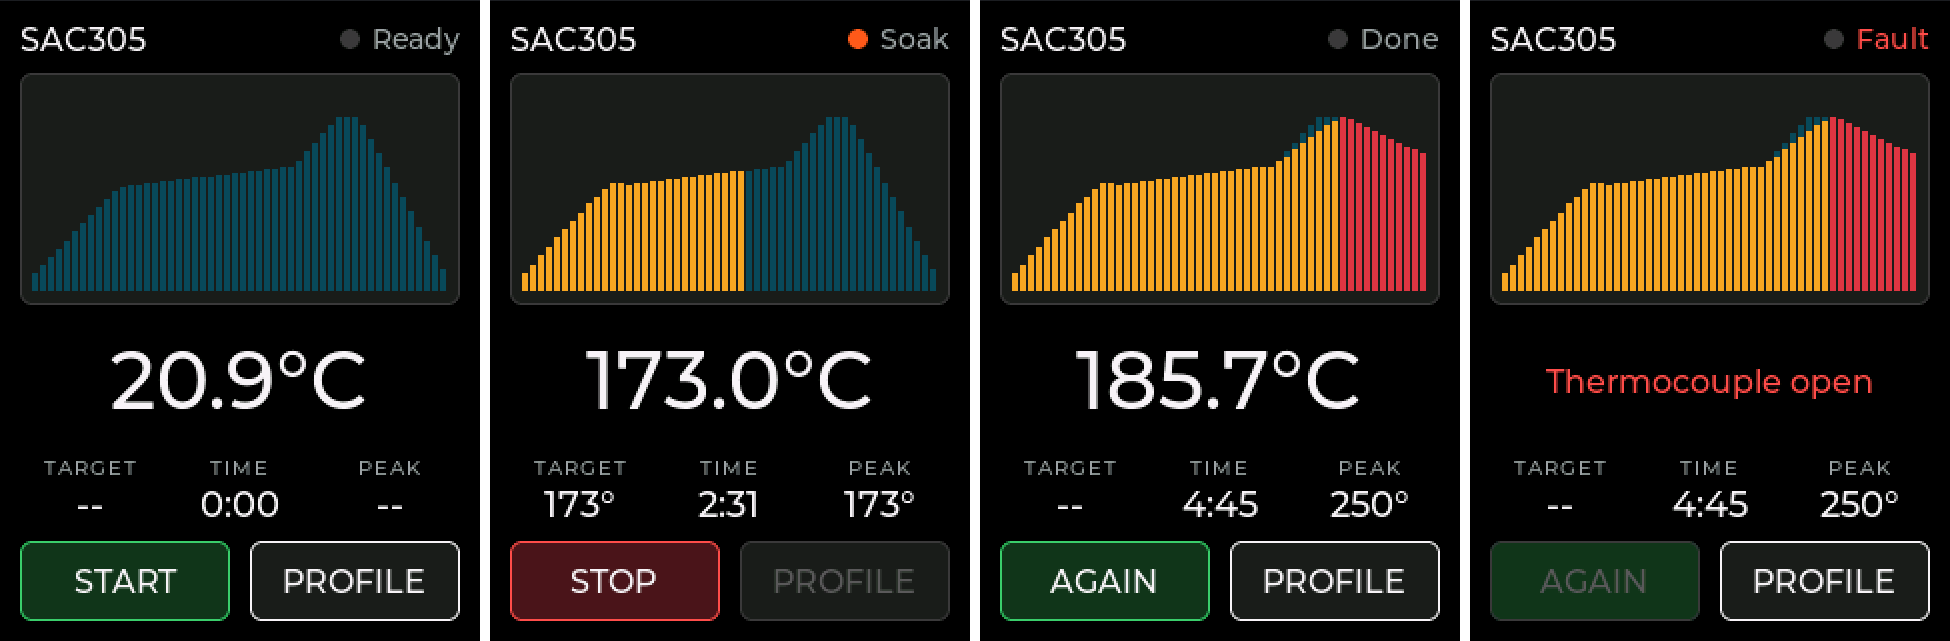 SAC305 Ready
20.9°C
TARGET TIME PEAK
-- 0:00 --
START PROFILE
SAC305 Soak
173.0°C
TARGET TIME PEAK
173° 2:31 173°
STOP PROFILE
SAC305 Done
185.7°C
TARGET TIME PEAK
-- 4:45 250°
AGAIN PROFILE
SAC305 Fault
Thermocouple open
TARGET TIME PEAK
-- 4:45 250°
AGAIN PROFILE